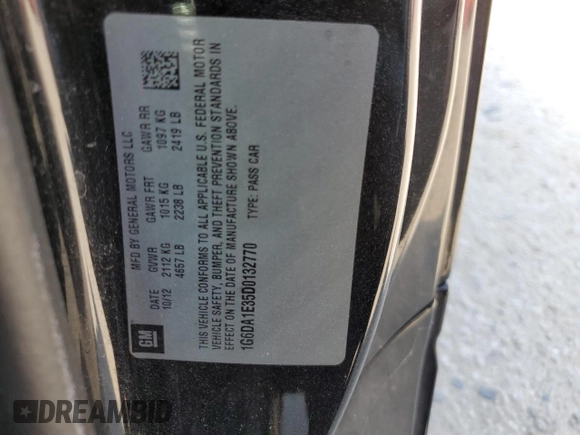 MFD BY GENERAL MOTORS LLC
DATE GVWR GAWR FRT GAWR RR
10/12 2112 KG 1015 KG 1097 KG
4657 LB 2238 LB 2419 LB
THIS VEHICLE CONFORMS TO ALL APPLICABLE U.S. FEDERAL MOTOR
VEHICLE SAFETY, BUMPER, AND THEFT PREVENTION STANDARDS IN
EFFECT ON THE DATE OF MANUFACTURE SHOWN ABOVE.
1G6DA1E35D0132770 TYPE: PASS CAR
GM
DREAMBID